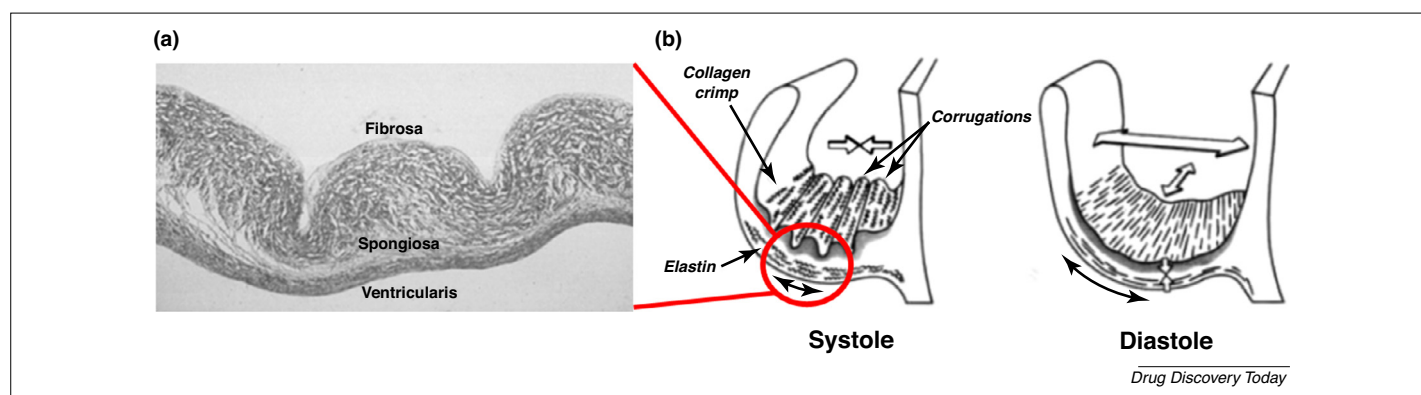 (a)
Fibrosa
Spongiosa
Ventricularis
(b)
Collagen
crimp
Corrugations
Elastin
Systole
Diastole
Drug Discovery Today